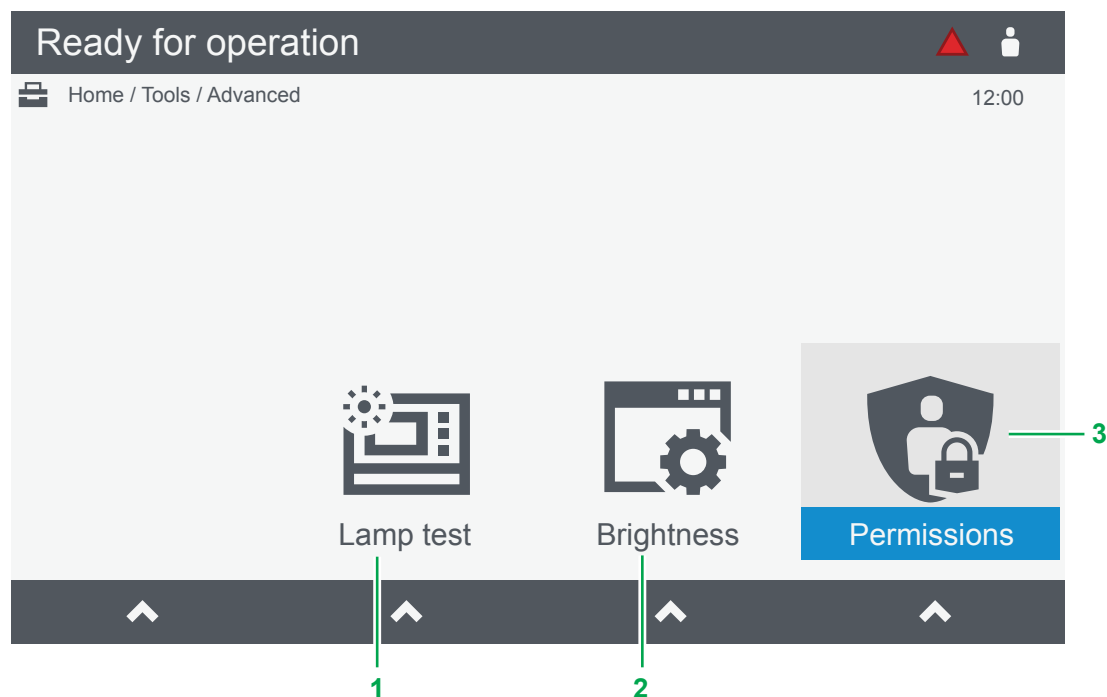 Ready for operation
Home / Tools / Advanced
12:00
3
Lamp test
Brightness
Permissions
1
2